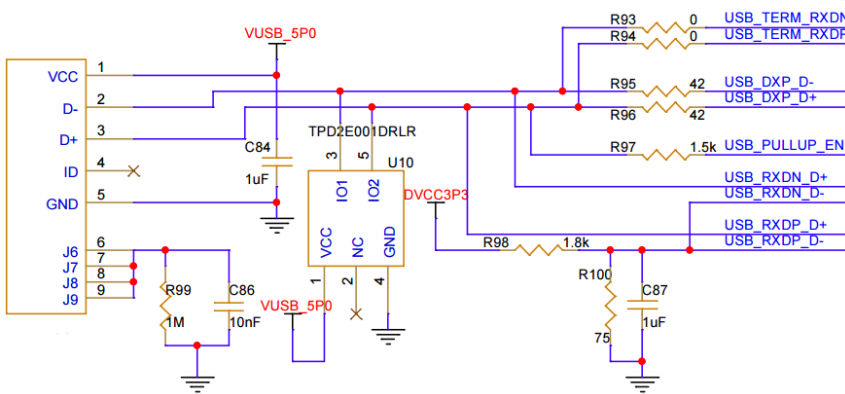 R93 0 USB_TERM_RXDN
R94 0 USB_TERM_RXDP
VUSB_5P0
VCC 1
D- 2
R95 42 USB_DXP_D-
R96 42 USB_DXP_D+
D+ 3
TPD2E001DRLR
C84
1uF
3 5 U10
R97 1.5k USB_PULLUP_EN
ID 4
IO1 IO2
USB_RXDN_D+
USB_RXDN_D-
GND 5
DVCC3P3
USB_RXDP_D+
USB_RXDP_D-
R98 1.8k
VCC NC GND
1 2 4
J6 6
J7 7
J8 8
J9 9
R99
1M
C86
10nF
VUSB_5P0
R100
75
C87
1uF